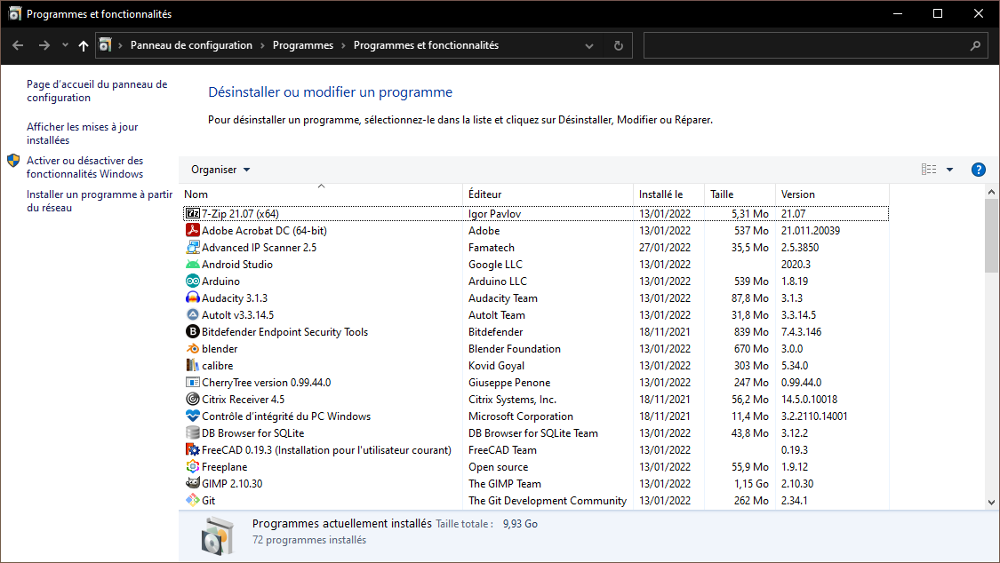 Programmes et fonctionnalités
Panneau de configuration > Programmes > Programmes et fonctionnalités
Page d'accueil du panneau de
configuration
Afficher les mises à jour
installées
Activer ou désactiver des
fonctionnalités Windows
Installer un programme à partir
du réseau
Désinstaller ou modifier un programme
Pour désinstaller un programme, sélectionnez-le dans la liste et cliquez sur Désinstaller, Modifier ou Réparer.
Organiser
Nom Éditeur Installé le Taille Version
7-Zip 21.07 (x64) Igor Pavlov 13/01/2022 5,31 Mo 21.07
Adobe Acrobat DC (64-bit) Adobe 13/01/2022 537 Mo 21.011.20039
Advanced IP Scanner 2.5 Famatech 27/01/2022 35,5 Mo 2.5.3850
Android Studio Google LLC 13/01/2022 2020.3
Arduino Arduino LLC 13/01/2022 539 Mo 1.8.19
Audacity 3.1.3 Audacity Team 13/01/2022 87,8 Mo 3.1.3
AutoIt v3.3.14.5 AutoIt Team 13/01/2022 31,8 Mo 3.3.14.5
Bitdefender Endpoint Security Tools Bitdefender 18/11/2021 839 Mo 7.4.3.146
blender Blender Foundation 13/01/2022 670 Mo 3.0.0
calibre Kovid Goyal 13/01/2022 303 Mo 5.34.0
CherryTree version 0.99.44.0 Giuseppe Penone 13/01/2022 247 Mo 0.99.44.0
Citrix Receiver 4.5 Citrix Systems, Inc. 18/11/2021 56,2 Mo 14.5.0.10018
Contrôle d'intégrité du PC Windows Microsoft Corporation 18/11/2021 11,4 Mo 3.2.2110.14001
DB Browser for SQLite DB Browser for SQLite Team 13/01/2022 43,8 Mo 3.12.2
FreeCAD 0.19.3 (Installation pour l'utilisateur courant) FreeCAD Team 13/01/2022 0.19.3
Freeplane Open source 13/01/2022 55,9 Mo 1.9.12
GIMP 2.10.30 The GIMP Team 13/01/2022 1,15 Go 2.10.30
Git The Git Development Community 13/01/2022 262 Mo 2.34.1
Programmes actuellement installés Taille totale : 9,93 Go
72 programmes installés